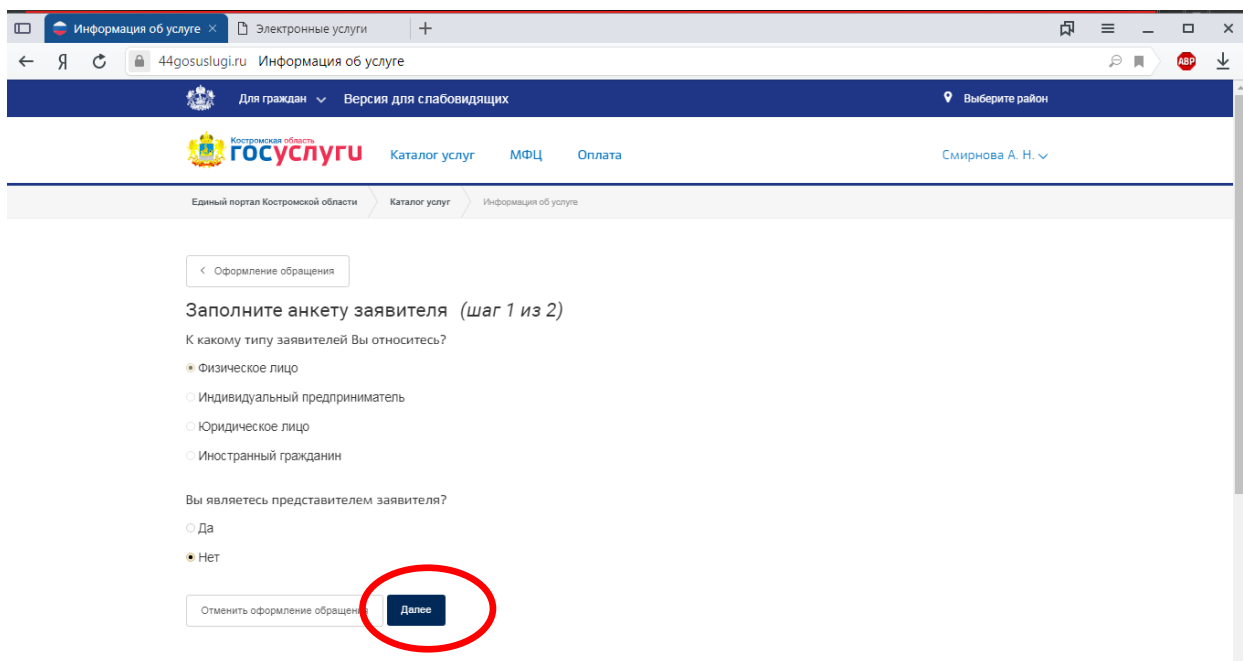 Информация об услуге
Электронные услуги
Я
44gosuslugi.ru Информация об услуге
ABP
Для граждан
Версия для слабовидящих
Выберите район
Костромская область
госуслуги
Каталог услуг
МФЦ
Оплата
Смирнова А. Н.
Единый портал Костромской области
Каталог услуг
Информация об услуге
Оформление обращения
Заполните анкету заявителя (шаг 1 из 2)
К какому типу заявителей Вы относитесь?
Физическое лицо
Индивидуальный предприниматель
Юридическое лицо
Иностранный гражданин
Вы являетесь представителем заявителя?
Да
Нет
Отменить оформление обращения
Далее